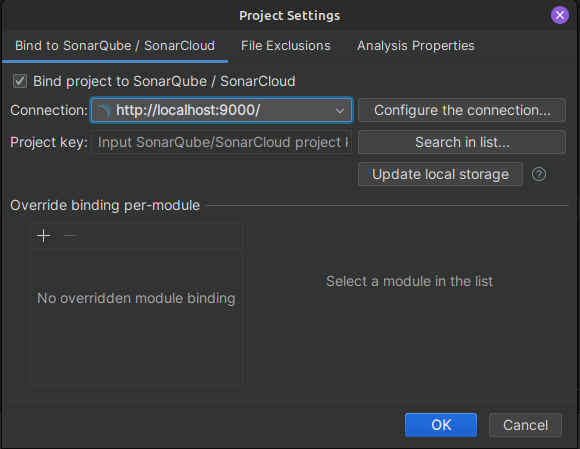 Project Settings
Bind to SonarQube / SonarCloud File Exclusions Analysis Properties
Bind project to SonarQube / SonarCloud
Connection: http://localhost:9000/ Configure the connection...
Project key: Input SonarQube/SonarCloud project Search in list...
Update local storage ?
Override binding per-module
No overridden module binding
Select a module in the list
OK Cancel